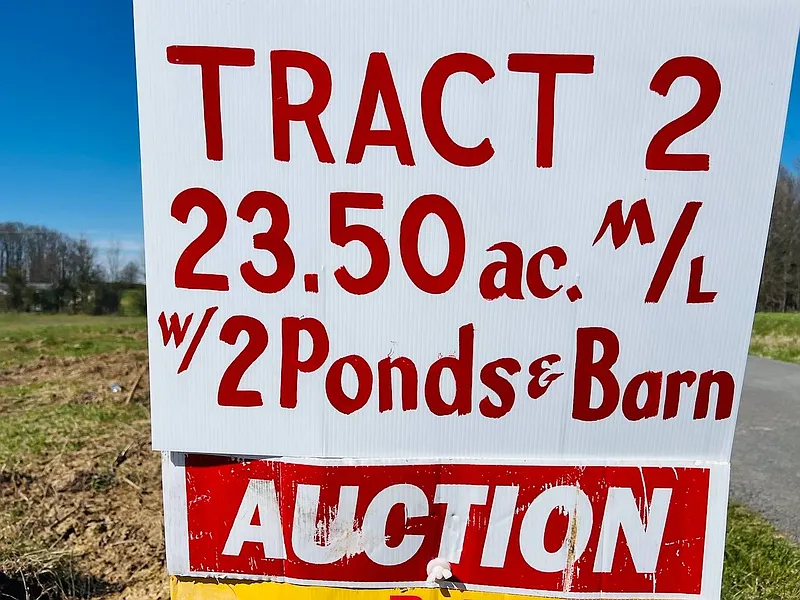 TRACT 2
23.50 ac. M/L
w/ 2 Ponds & Barn
AUCTION